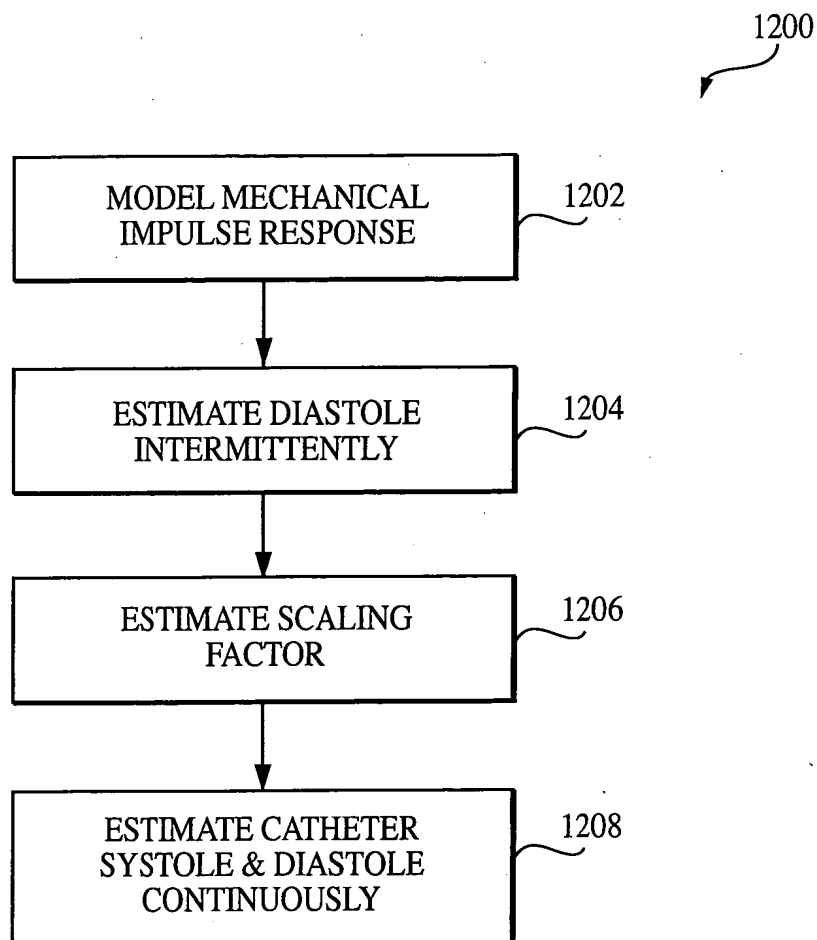 1200
MODEL MECHANICAL
IMPULSE RESPONSE
1202
ESTIMATE DIASTOLE
INTERMITTENTLY
1204
ESTIMATE SCALING
FACTOR
1206
ESTIMATE CATHETER
SYSTOLE & DIASTOLE
CONTINUOUSLY
1208